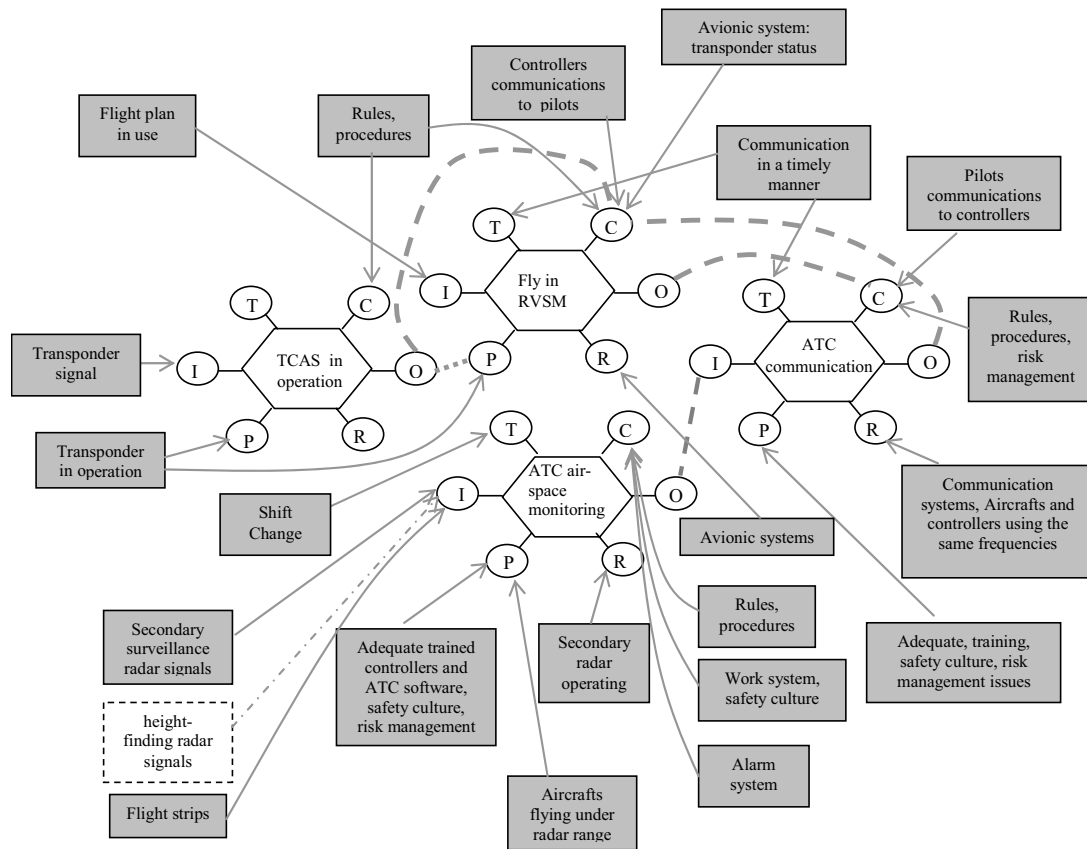 Avionic system:
transponder status
Controllers
communications
to pilots
Flight plan
in use
Rules,
procedures
Communication
in a timely
manner
Pilots
communications
to controllers
T
C
I
Fly in
RVSM
O
P
R
T
C
I
TCAS in
operation
O
P
R
T
C
I
ATC
communication
O
P
R
Rules,
procedures,
risk
management
Transponder
signal
Transponder
in operation
T
C
I
ATC air-
space
monitoring
O
P
R
Shift
Change
Avionic systems
Communication
systems, Aircrafts and
controllers using the
same frequencies
Secondary
surveillance
radar signals
Adequate trained
controllers and
ATC software,
safety culture,
risk management
Secondary
radar
operating
Rules,
procedures
Adequate, training,
safety culture, risk
management issues
Work system,
safety culture
height-
finding radar
signals
Alarm
system
Flight strips
Aircrafts
flying under
radar range